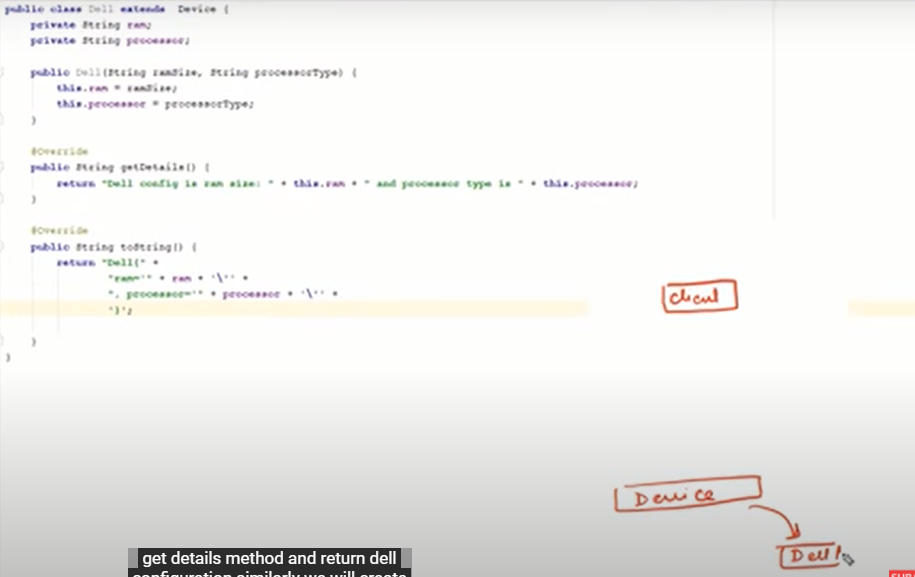 public class Dell extends Device {
private String ram;
private String processor;
public Dell(String ramSize, String processorType) {
this.ram = ramSize;
this.processor = processorType;
}
@Override
public String getDetails() {
return "Dell config is ram size: " + this.ram + " and processor type is " + this.processor;
}
@Override
public String toString() {
return "Dell{" +
"ram='" + ram + '\'' +
", processor='" + processor + '\'' +
'}';
}
}
client
Device
Dell
get details method and return dell
configuration similarly we will create